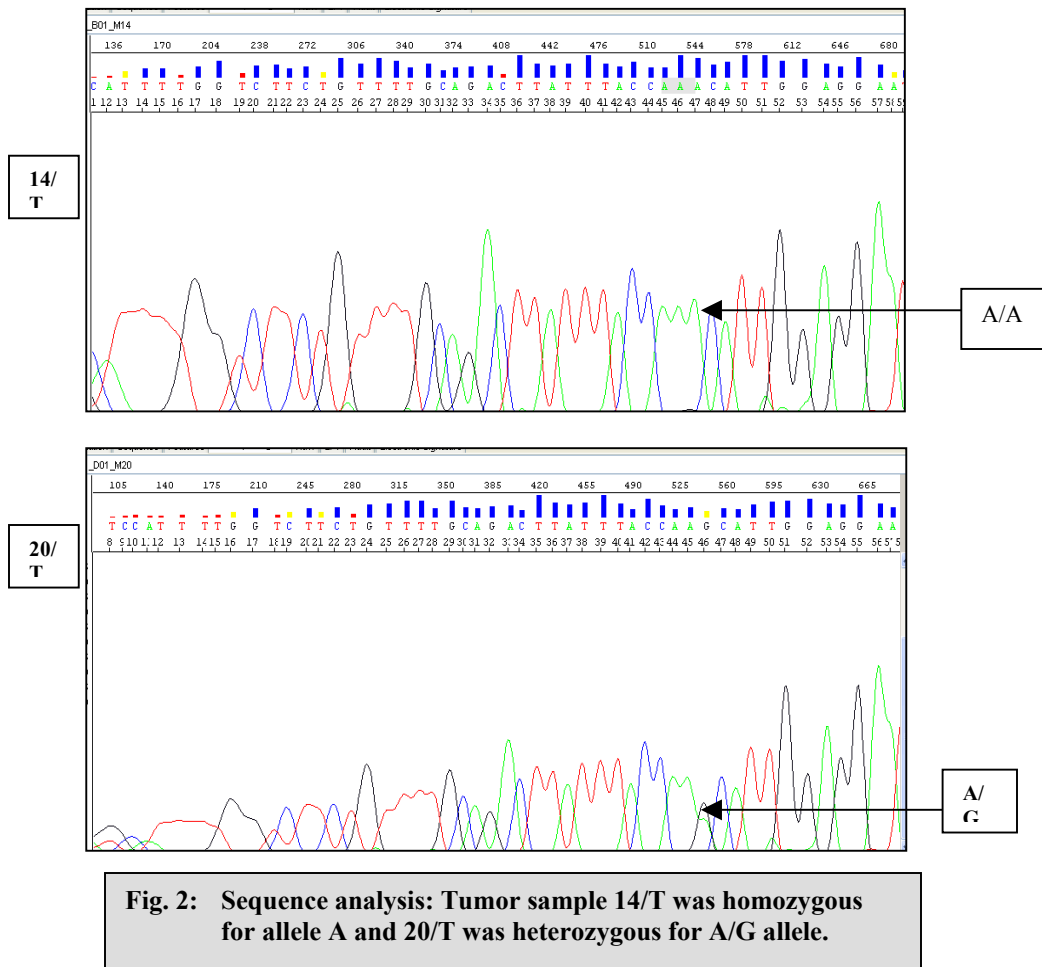 _B01_M14
136 170 204 238 272 306 340 374 408 442 476 510 544 578 612 646 680
C A T T T T G G T C T T C T G T T T T G C A G A C T T A T T T A C C A A A C A T T G G A G G A A
14/
T
A/A
_D01_M20
105 140 175 210 245 280 315 350 385 420 455 490 525 560 595 630 665
T C C A T T T T G G T C T T C T G T T T T G C A G A C T T A T T T A C C A A G C A T T G G A G G A A
20/
T
A/
G
Fig. 2: Sequence analysis: Tumor sample 14/T was homozygous
for allele A and 20/T was heterozygous for A/G allele.